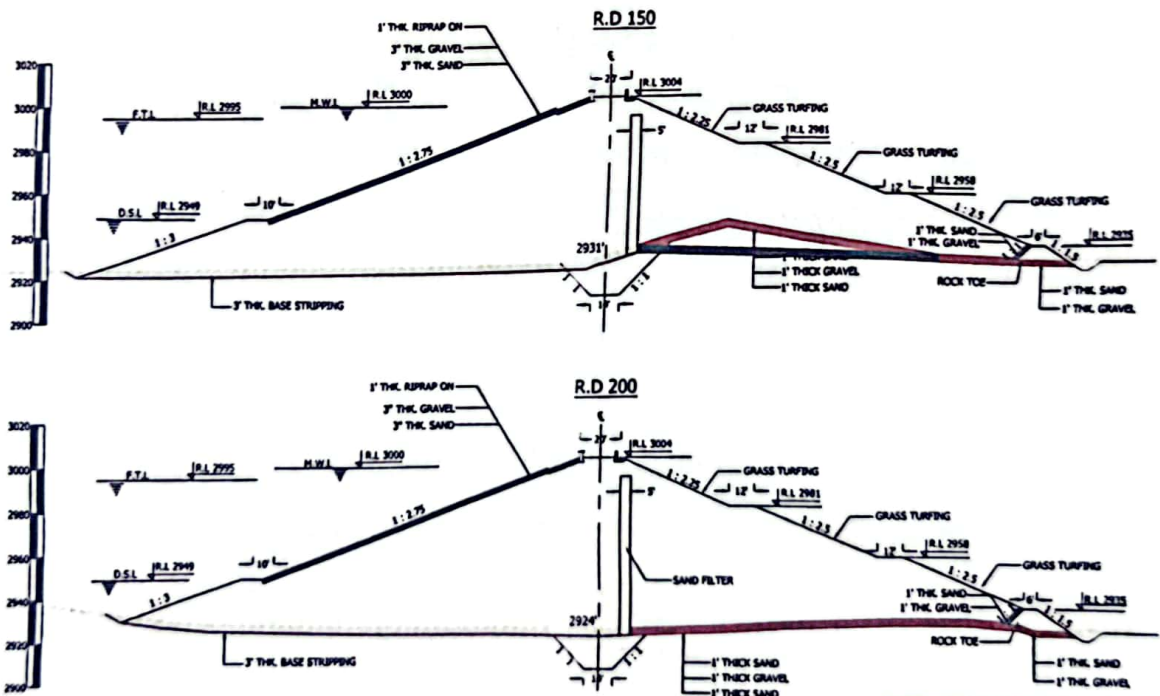 R.D 150
1' THK. RIPRAP ON
3" THK. GRAVEL
3" THK. SAND
3020
3000
2980
2960
2940
2920
2900
F.T.L
R.L 2995
M.W.L
R.L 3000
R.L 3004
1 : 2.75
1 : 2.25
GRASS TURFING
12'
R.L 2981
5'
1 : 2.5
GRASS TURFING
12'
R.L 2958
GRASS TURFING
1 : 2.5
D.S.L
R.L 2949
10'
1 : 3
2931'
1' THK. SAND
1' THK. GRAVEL
6'
1 : 1.5
ROCK TOE
1' THICK GRAVEL
1' THICK SAND
1' THK. SAND
1' THK. GRAVEL
3" THK. BASE STRIPPING
1:1
R.D 200
1' THK. RIPRAP ON
3" THK. GRAVEL
3" THK. SAND
3020
3000
2980
2960
2940
2920
2900
F.T.L
R.L 2995
M.W.L
R.L 3000
R.L 3004
1 : 2.75
1 : 2.25
GRASS TURFING
12'
R.L 2981
5'
1 : 2.5
GRASS TURFING
12'
R.L 2958
GRASS TURFING
1 : 2.5
D.S.L
R.L 2949
10'
1 : 3
SAND FILTER
2924'
1' THK. SAND
1' THK. GRAVEL
6'
R.L 2935
1 : 1.5
ROCK TOE
3" THK. BASE STRIPPING
1:1
1' THICK SAND
1' THICK GRAVEL
1' THICK SAND
1' THK. SAND
1' THK. GRAVEL